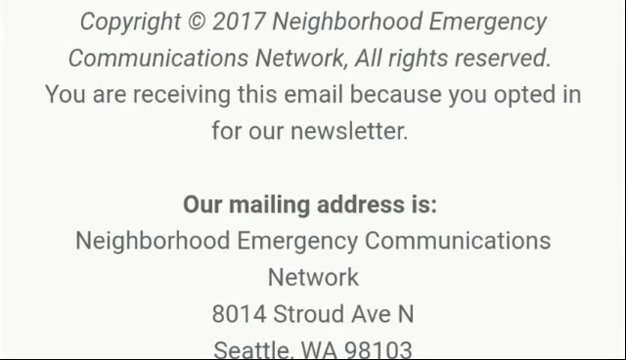 Copyright © 2017 Neighborhood Emergency
Communications Network, All rights reserved.
You are receiving this email because you opted in
for our newsletter.
Our mailing address is:
Neighborhood Emergency Communications
Network
8014 Stroud Ave N
Seattle, WA 98103